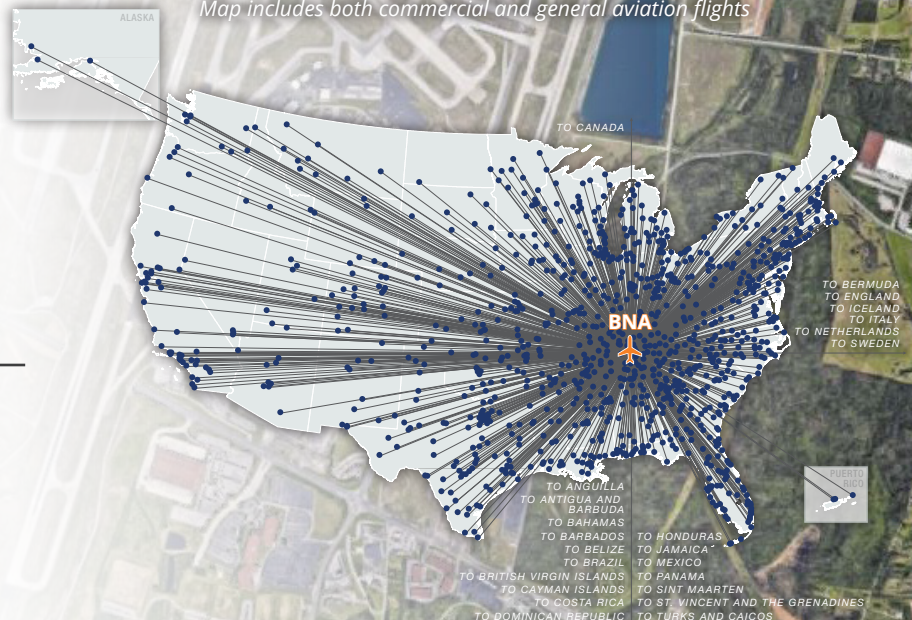 Map includes both commercial and general aviation flights
ALASKA
TO CANADA
TO BERMUDA
TO ENGLAND
TO ICELAND
TO ITALY
TO NETHERLANDS
TO SWEDEN
BNA
PUERTO
RICO
TO ANGUILLA
TO ANTIGUA AND
BARBUDA
TO BAHAMAS
TO BARBADOS
TO BELIZE
TO BRAZIL
TO BRITISH VIRGIN ISLANDS
TO CAYMAN ISLANDS
TO COSTA RICA
TO DOMINICAN REPUBLIC
TO HONDURAS
TO JAMAICA
TO MEXICO
TO PANAMA
TO SINT MAARTEN
TO ST. VINCENT AND THE GRENADINES
TO TURKS AND CAICOS